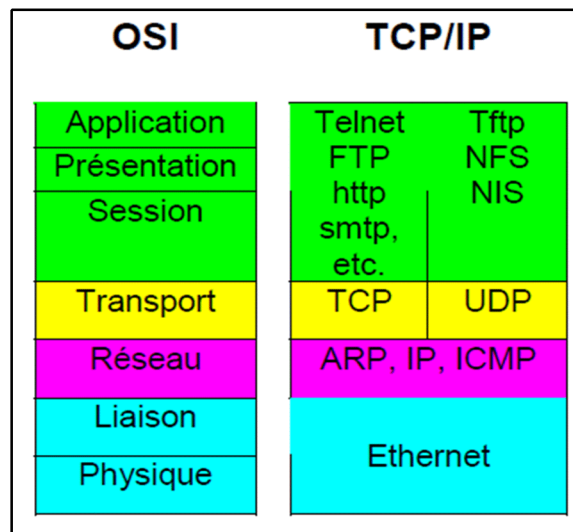 OSI
TCP/IP
Application
Présentation
Session
Transport
Réseau
Liaison
Physique
Telnet
FTP
http
smtp,
etc.
Tftp
NFS
NIS
TCP
UDP
ARP, IP, ICMP
Ethernet